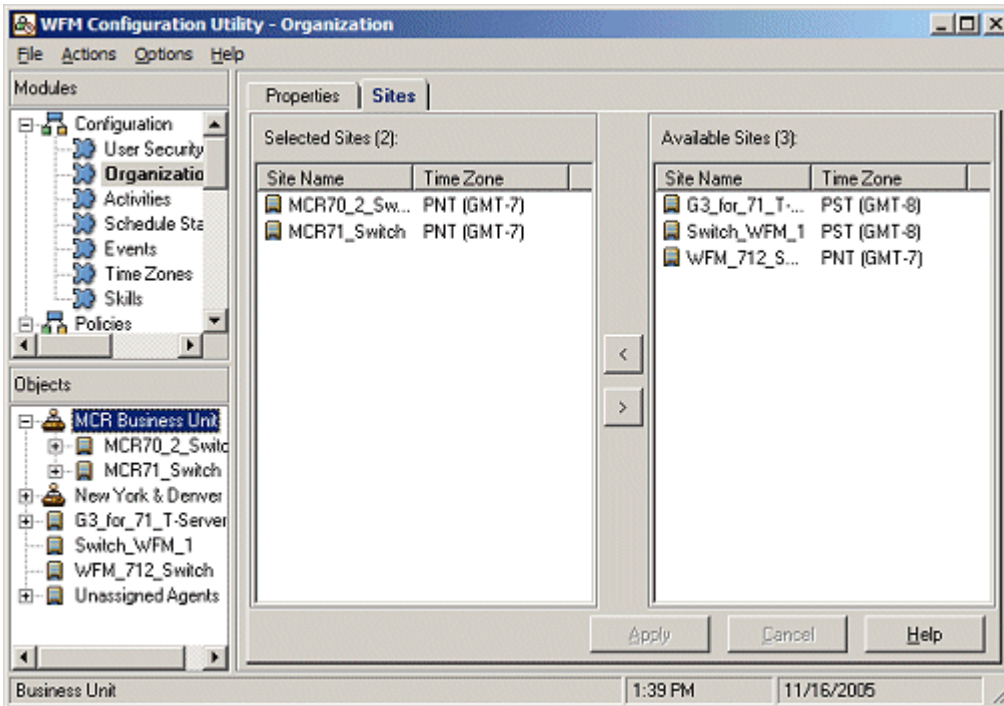 WFM Configuration Utility - Organization
File Actions Options Help
Modules
Configuration
User Security
Organizatio
Activities
Schedule Sta
Events
Time Zones
Skills
Policies
Objects
MCR Business Unit
MCR70_2_Switc
MCR71_Switch
New York & Denver
G3_for_71_T-Server
Switch_WFM_1
WFM_712_Switch
Unassigned Agents
Properties Sites
Selected Sites (2):
Site Name Time Zone
MCR70_2_Sw... PNT (GMT-7)
MCR71_Switch PNT (GMT-7)
<
>
Available Sites (3):
Site Name Time Zone
G3_for_71_T-... PST (GMT-8)
Switch_WFM_1 PST (GMT-8)
WFM_712_S... PNT (GMT-7)
Apply Cancel Help
Business Unit 1:39 PM 11/16/2005